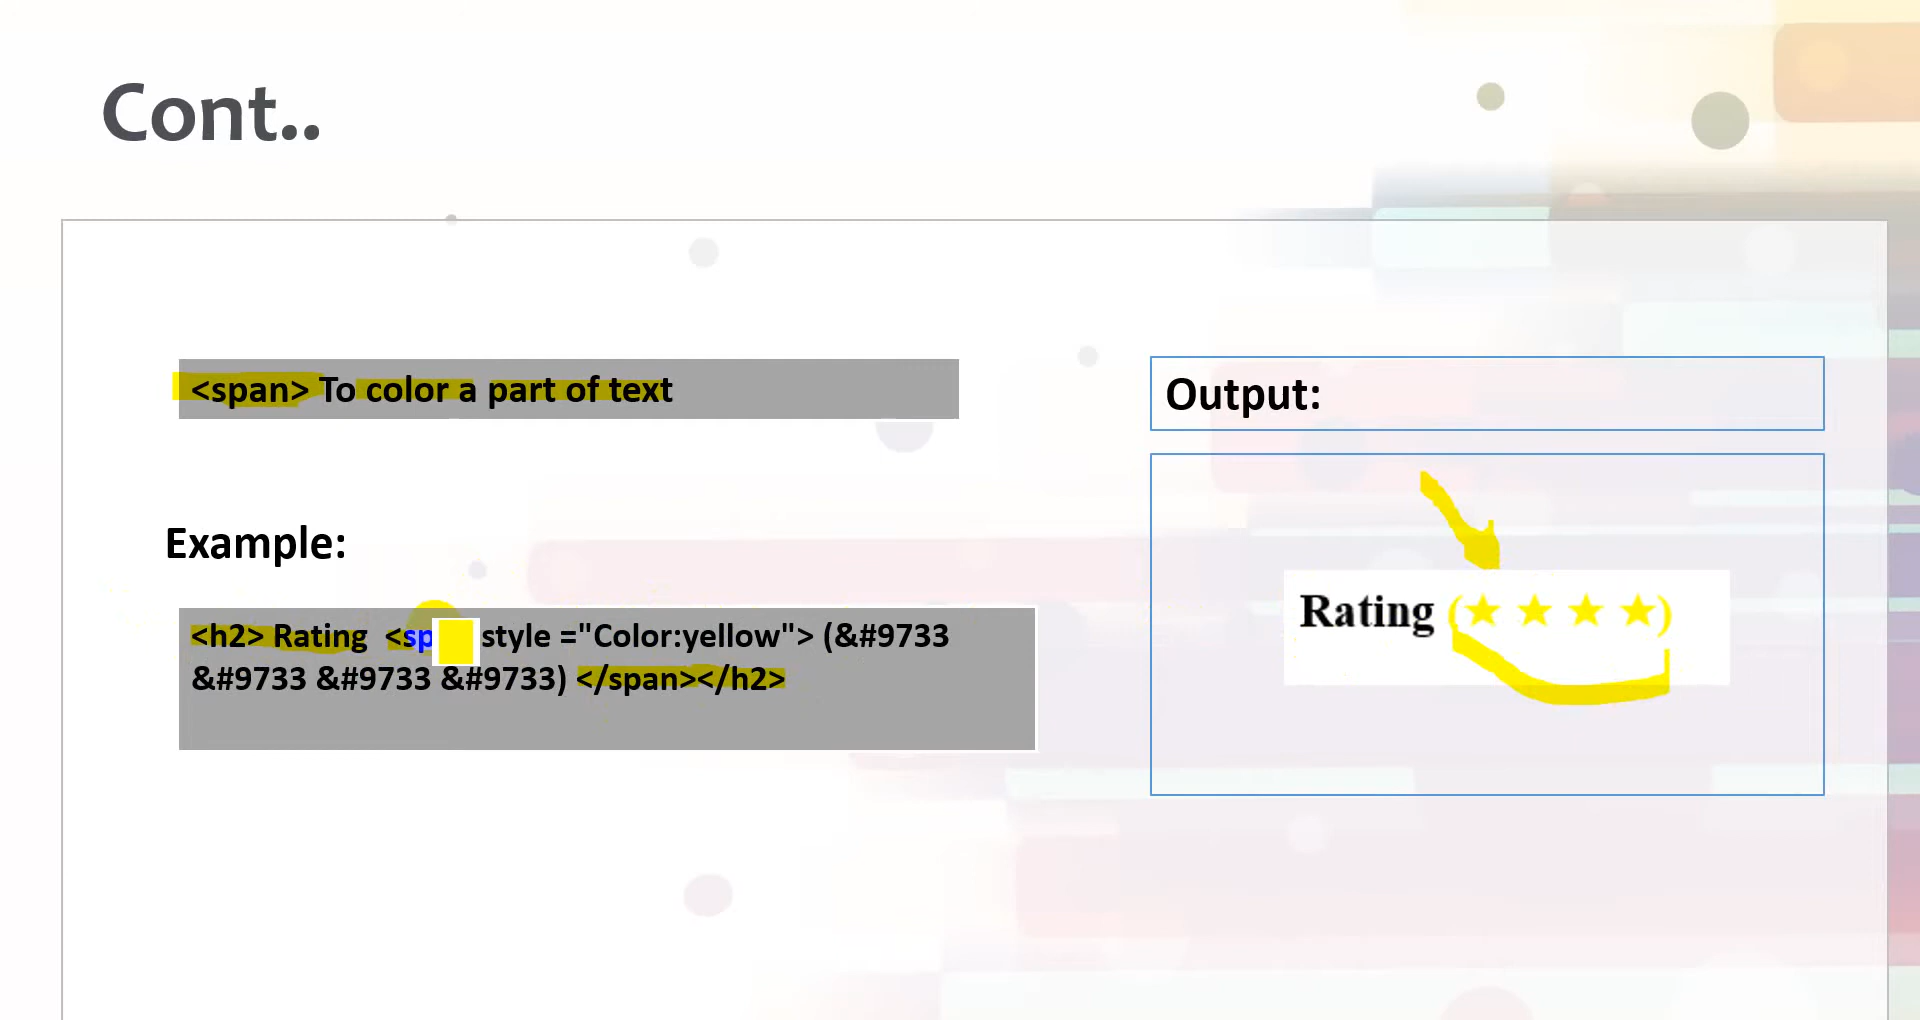 Cont..
<span> To color a part of text
Output:
Example:
<h2> Rating <sp style ="Color:yellow"> (&#9733
&#9733 &#9733 &#9733) </span></h2>
Rating (★ ★ ★ ★)